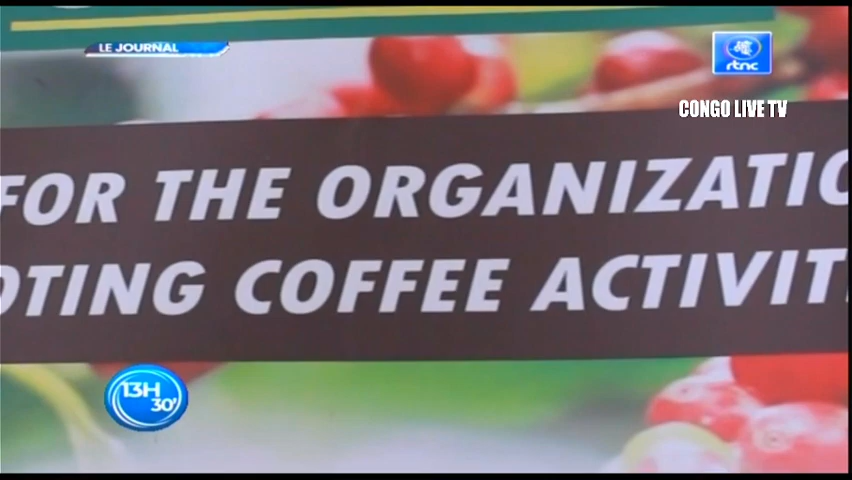 LE JOURNAL
rtnc
CONGO LIVE TV
FOR THE ORGANIZATIO
OTING COFFEE ACTIVIT
13H
30'